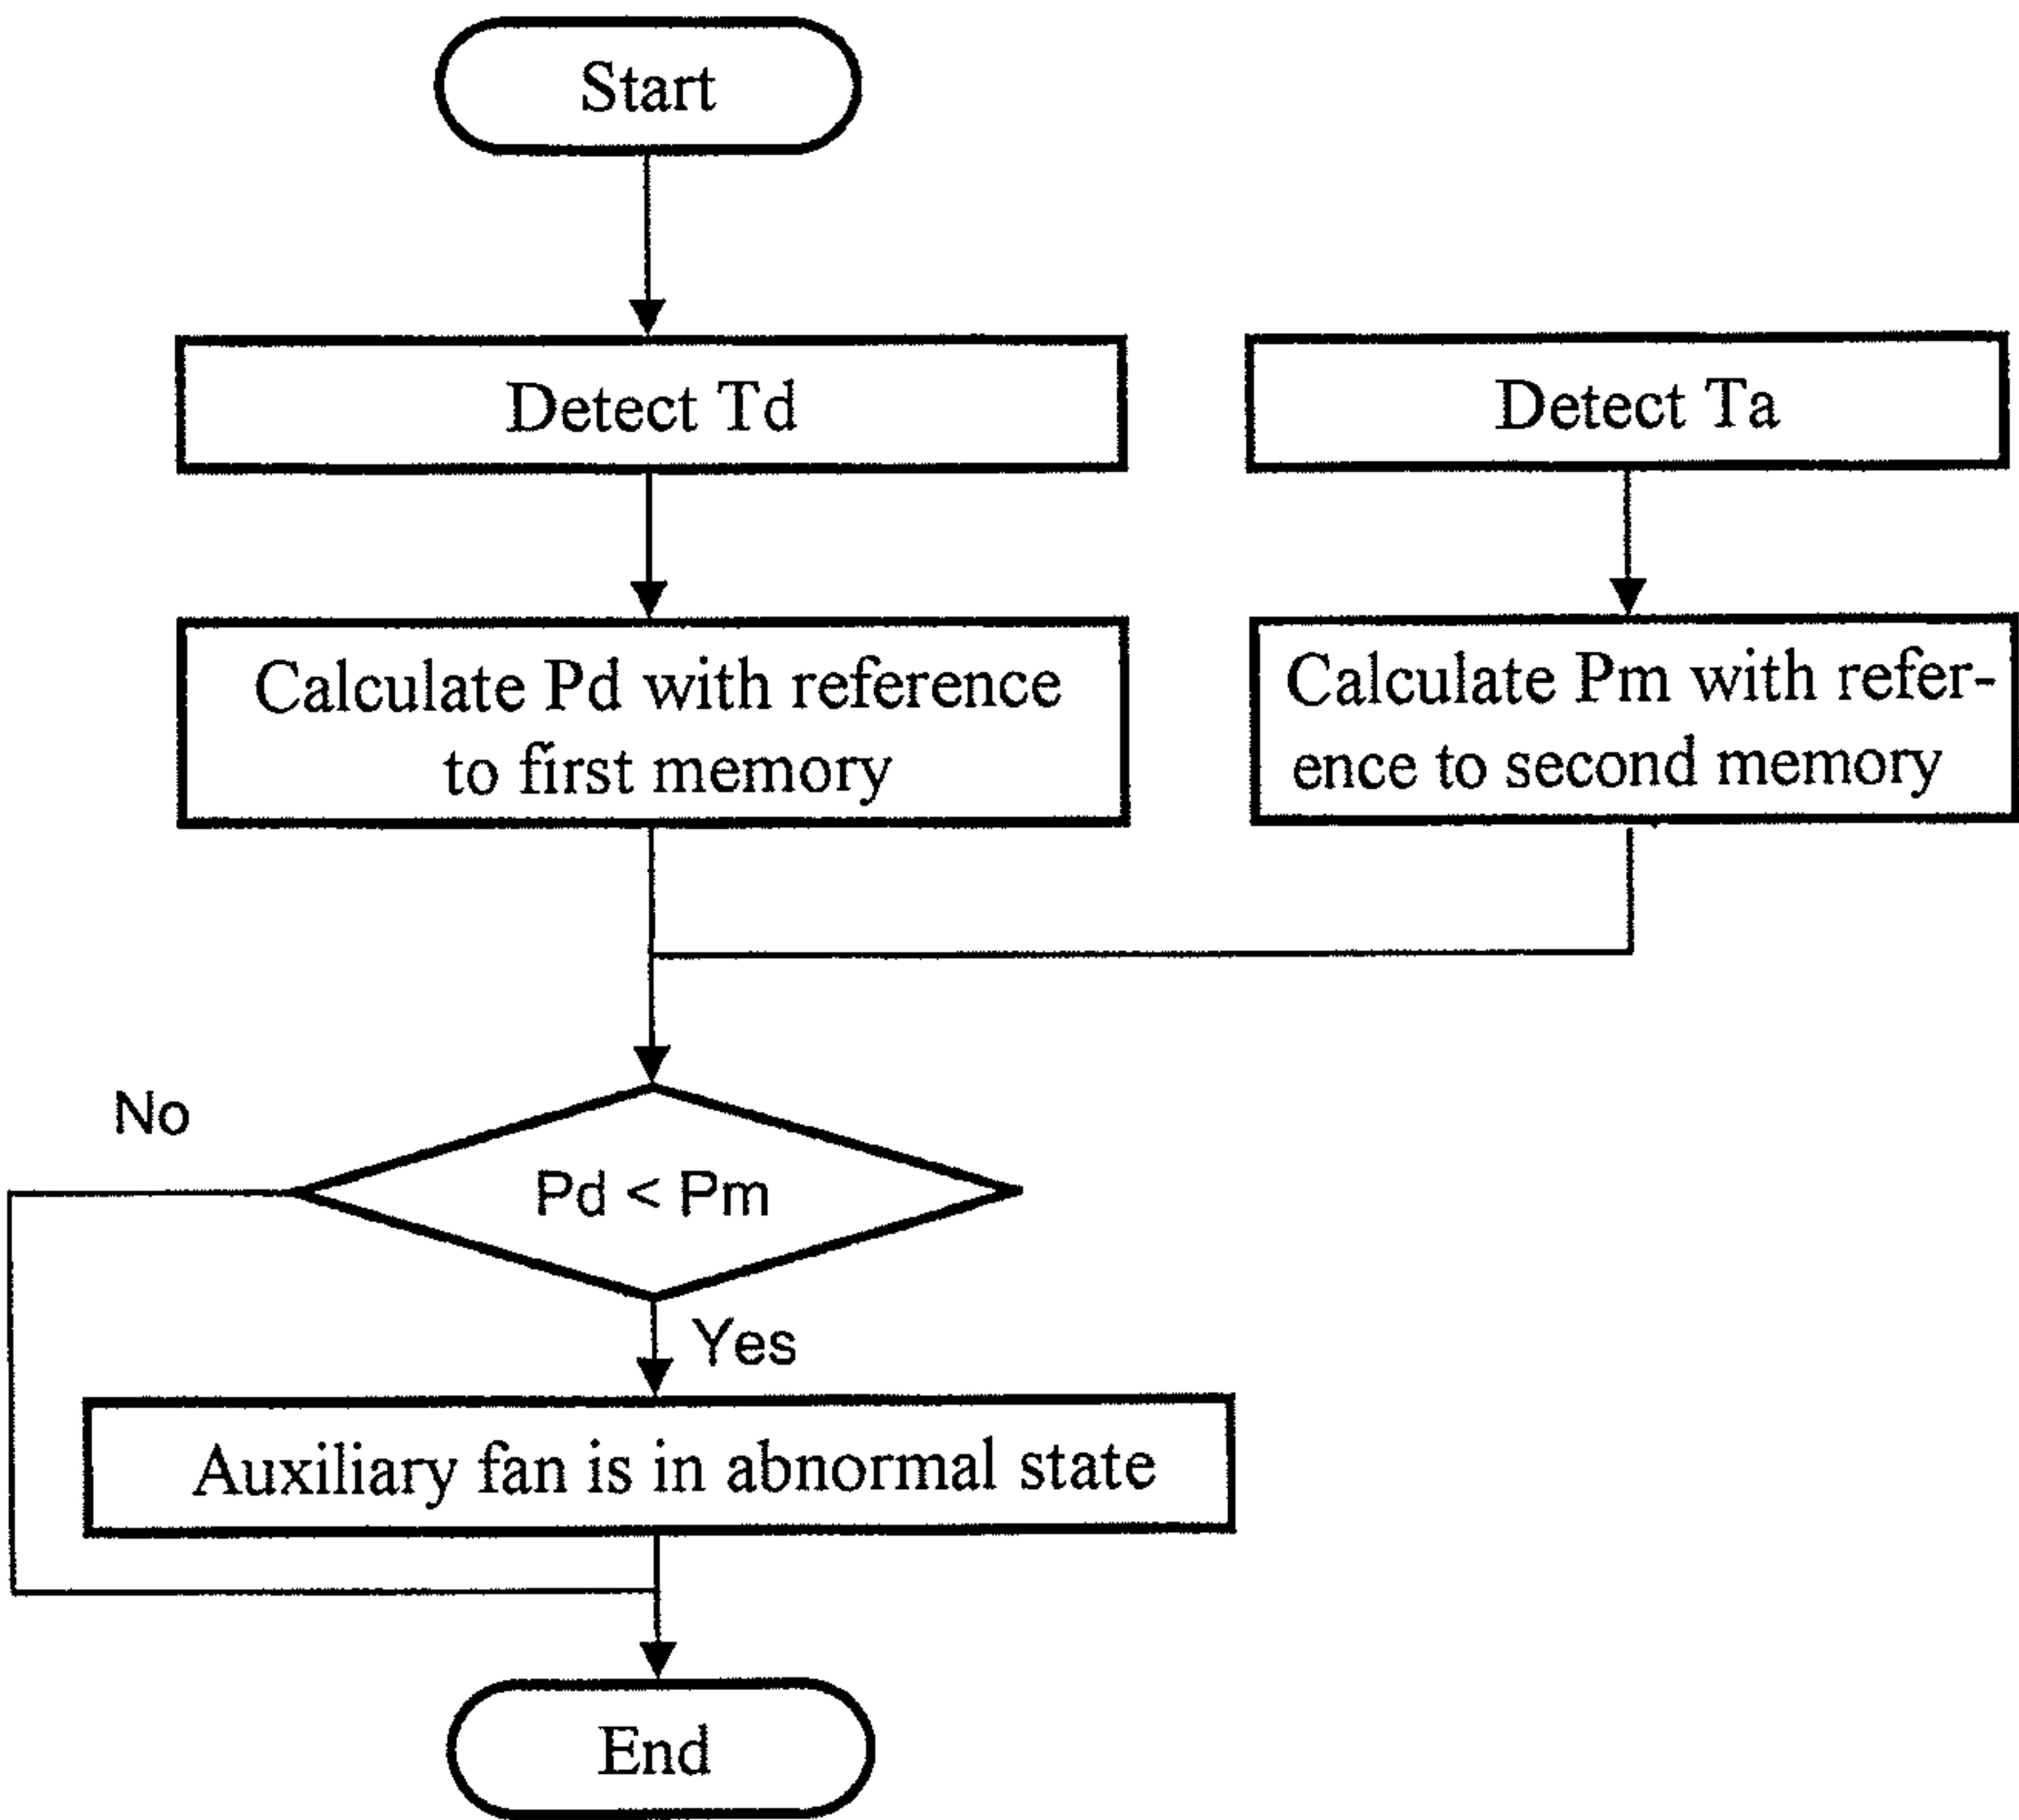 Start
Detect Td
Detect Ta
Calculate Pd with reference
to first memory
Calculate Pm with refer-
ence to second memory
No
Pd < Pm
Yes
Auxiliary fan is in abnormal state
End